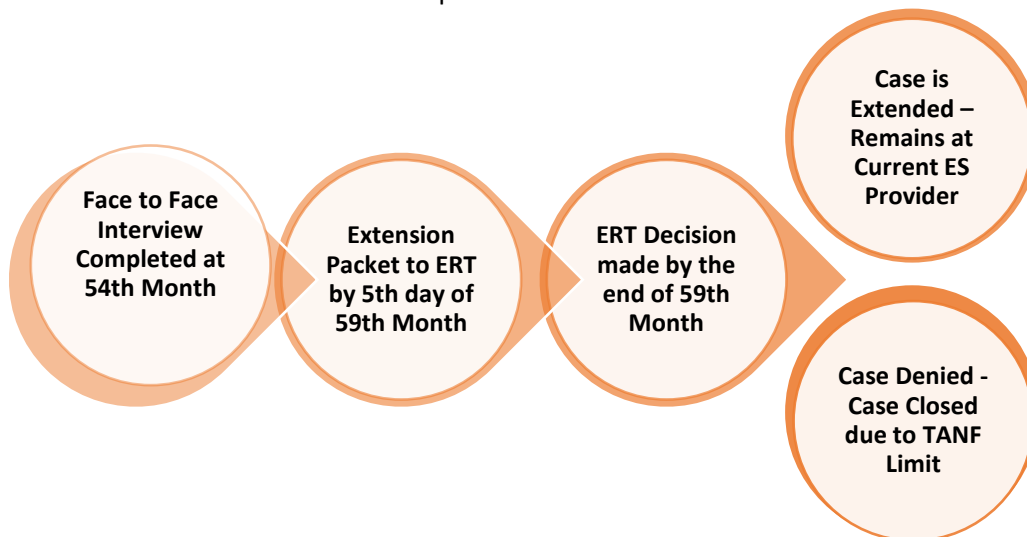 Face to Face
Interview
Completed at
54th Month
Extension
Packet to ERT
by 5th day of
59th Month
ERT Decision
made by the
end of 59th
Month
Case is
Extended –
Remains at
Current ES
Provider
Case Denied -
Case Closed
due to TANF
Limit